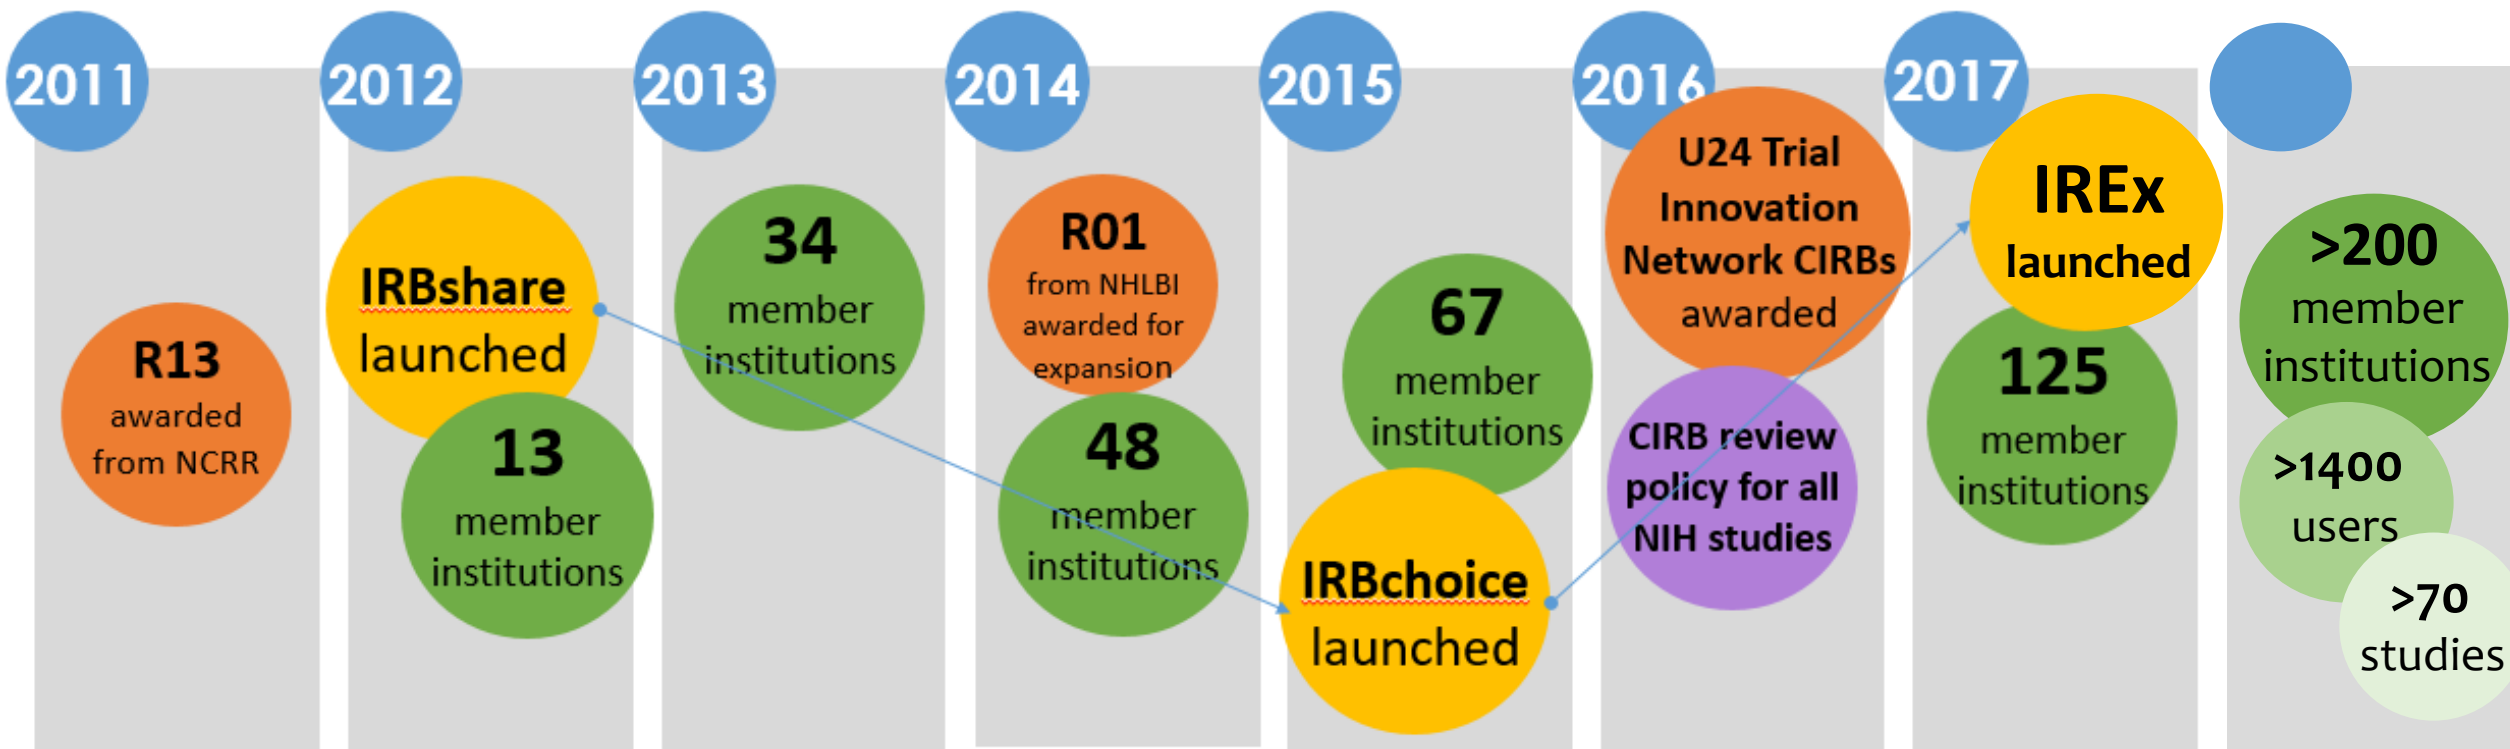 2011
2012
2013
2014
2015
2016
2017
R13
awarded
from NCRR
IRBshare
launched
13
member
institutions
34
member
institutions
R01
from NHLBI
awarded for
expansion
48
member
institutions
67
member
institutions
IRBchoice
launched
U24 Trial
Innovation
Network CIRBs
awarded
CIRB review
policy for all
NIH studies
IREx
launched
125
member
institutions
>200
member
institutions
>1400
users
>70
studies